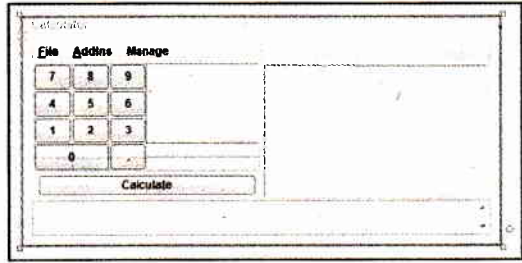 Calculator
File AddIns Manage
7 8 9
4 5 6
1 2 3
0 .
Calculate